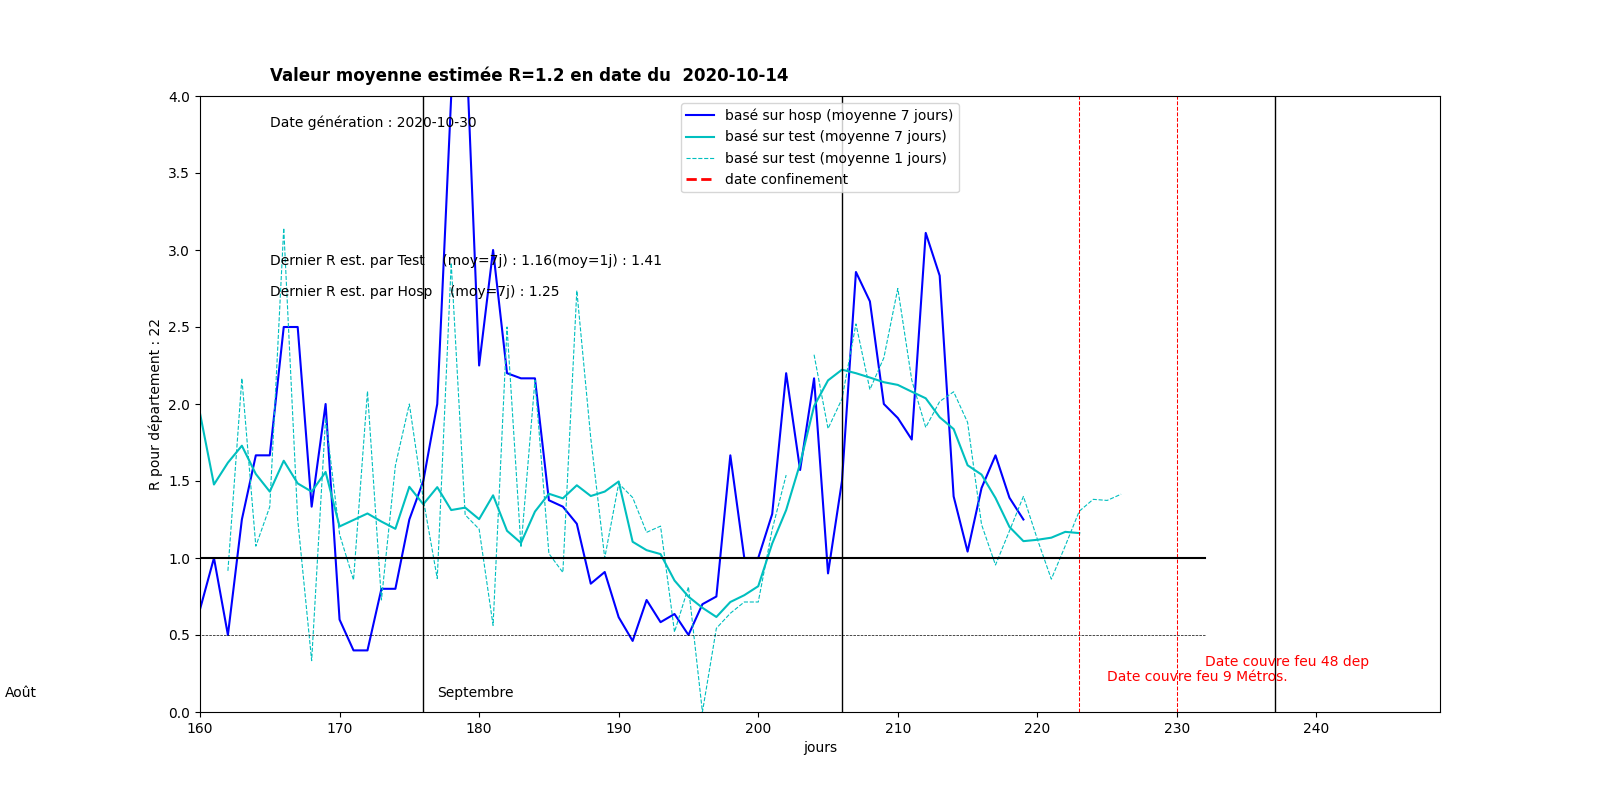 Valeur moyenne estimée R=1.2 en date du  2020-10-14
Date génération : 2020-10-30
basé sur hosp (moyenne 7 jours)
basé sur test (moyenne 7 jours)
basé sur test (moyenne 1 jours)
date confinement
Dernier R est. par Test    (moy=7j) : 1.16(moy=1j) : 1.41
Dernier R est. par Hosp    (moy=7j) : 1.25
R pour département : 22
4.0
3.5
3.0
2.5
2.0
1.5
1.0
0.5
0.0
Date couvre feu 48 dep
Date couvre feu 9 Métros.
Août
Septembre
160 170 180 190 200 210 220 230 240
jours